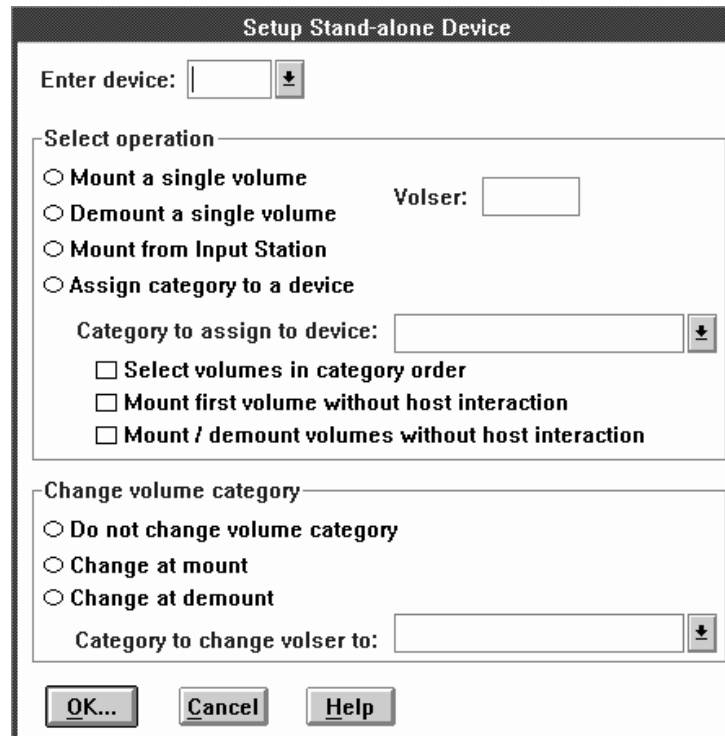 Setup Stand-alone Device
Enter device:
Select operation
Mount a single volume
Volser:
Demount a single volume
Mount from Input Station
Assign category to a device
Category to assign to device:
Select volumes in category order
Mount first volume without host interaction
Mount / demount volumes without host interaction
Change volume category
Do not change volume category
Change at mount
Change at demount
Category to change volser to:
OK... Cancel Help